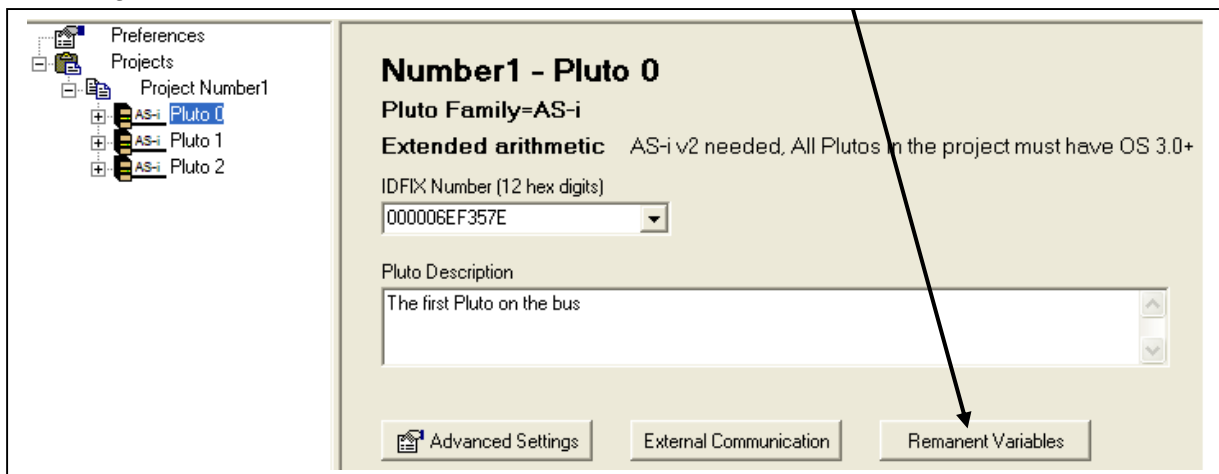 Preferences
Projects
Project Number1
AS-i Pluto 0
AS-i Pluto 1
AS-i Pluto 2
Number1 - Pluto 0
Pluto Family=AS-i
Extended arithmetic AS-i v2 needed, All Plutos in the project must have OS 3.0+
IDFIX Number (12 hex digits)
000006EF357E
Pluto Description
The first Pluto on the bus
Advanced Settings External Communication Remanent Variables